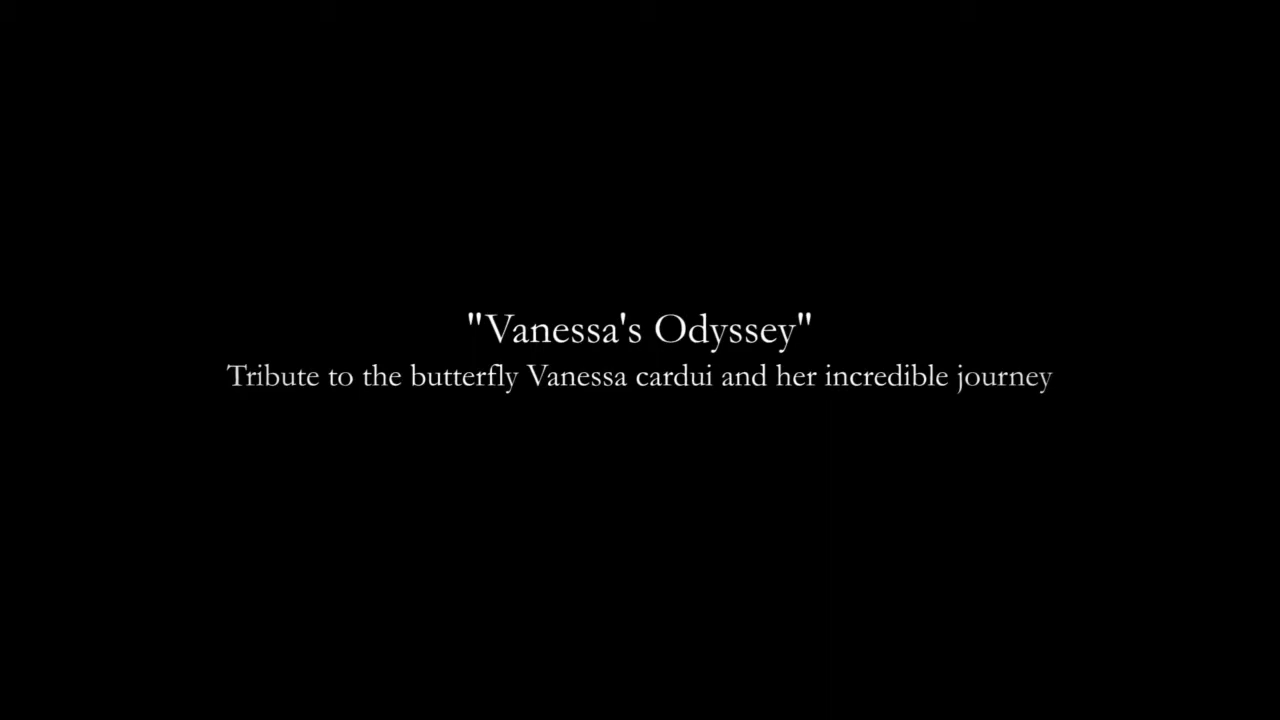 "Vanessa's Odyssey"
Tribute to the butterfly Vanessa cardui and her incredible journey